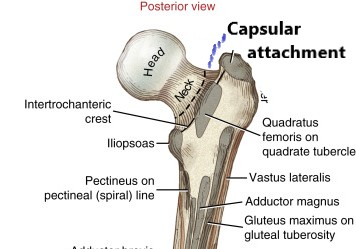 Posterior view
Capsular
attachment
Head
Neck
Intertrochanteric
crest
Iliopsoas
Quadratus
femoris on
quadrate tubercle
Pectineus on
pectineal (spiral) line
Vastus lateralis
Adductor magnus
Gluteus maximus on
gluteal tuberosity